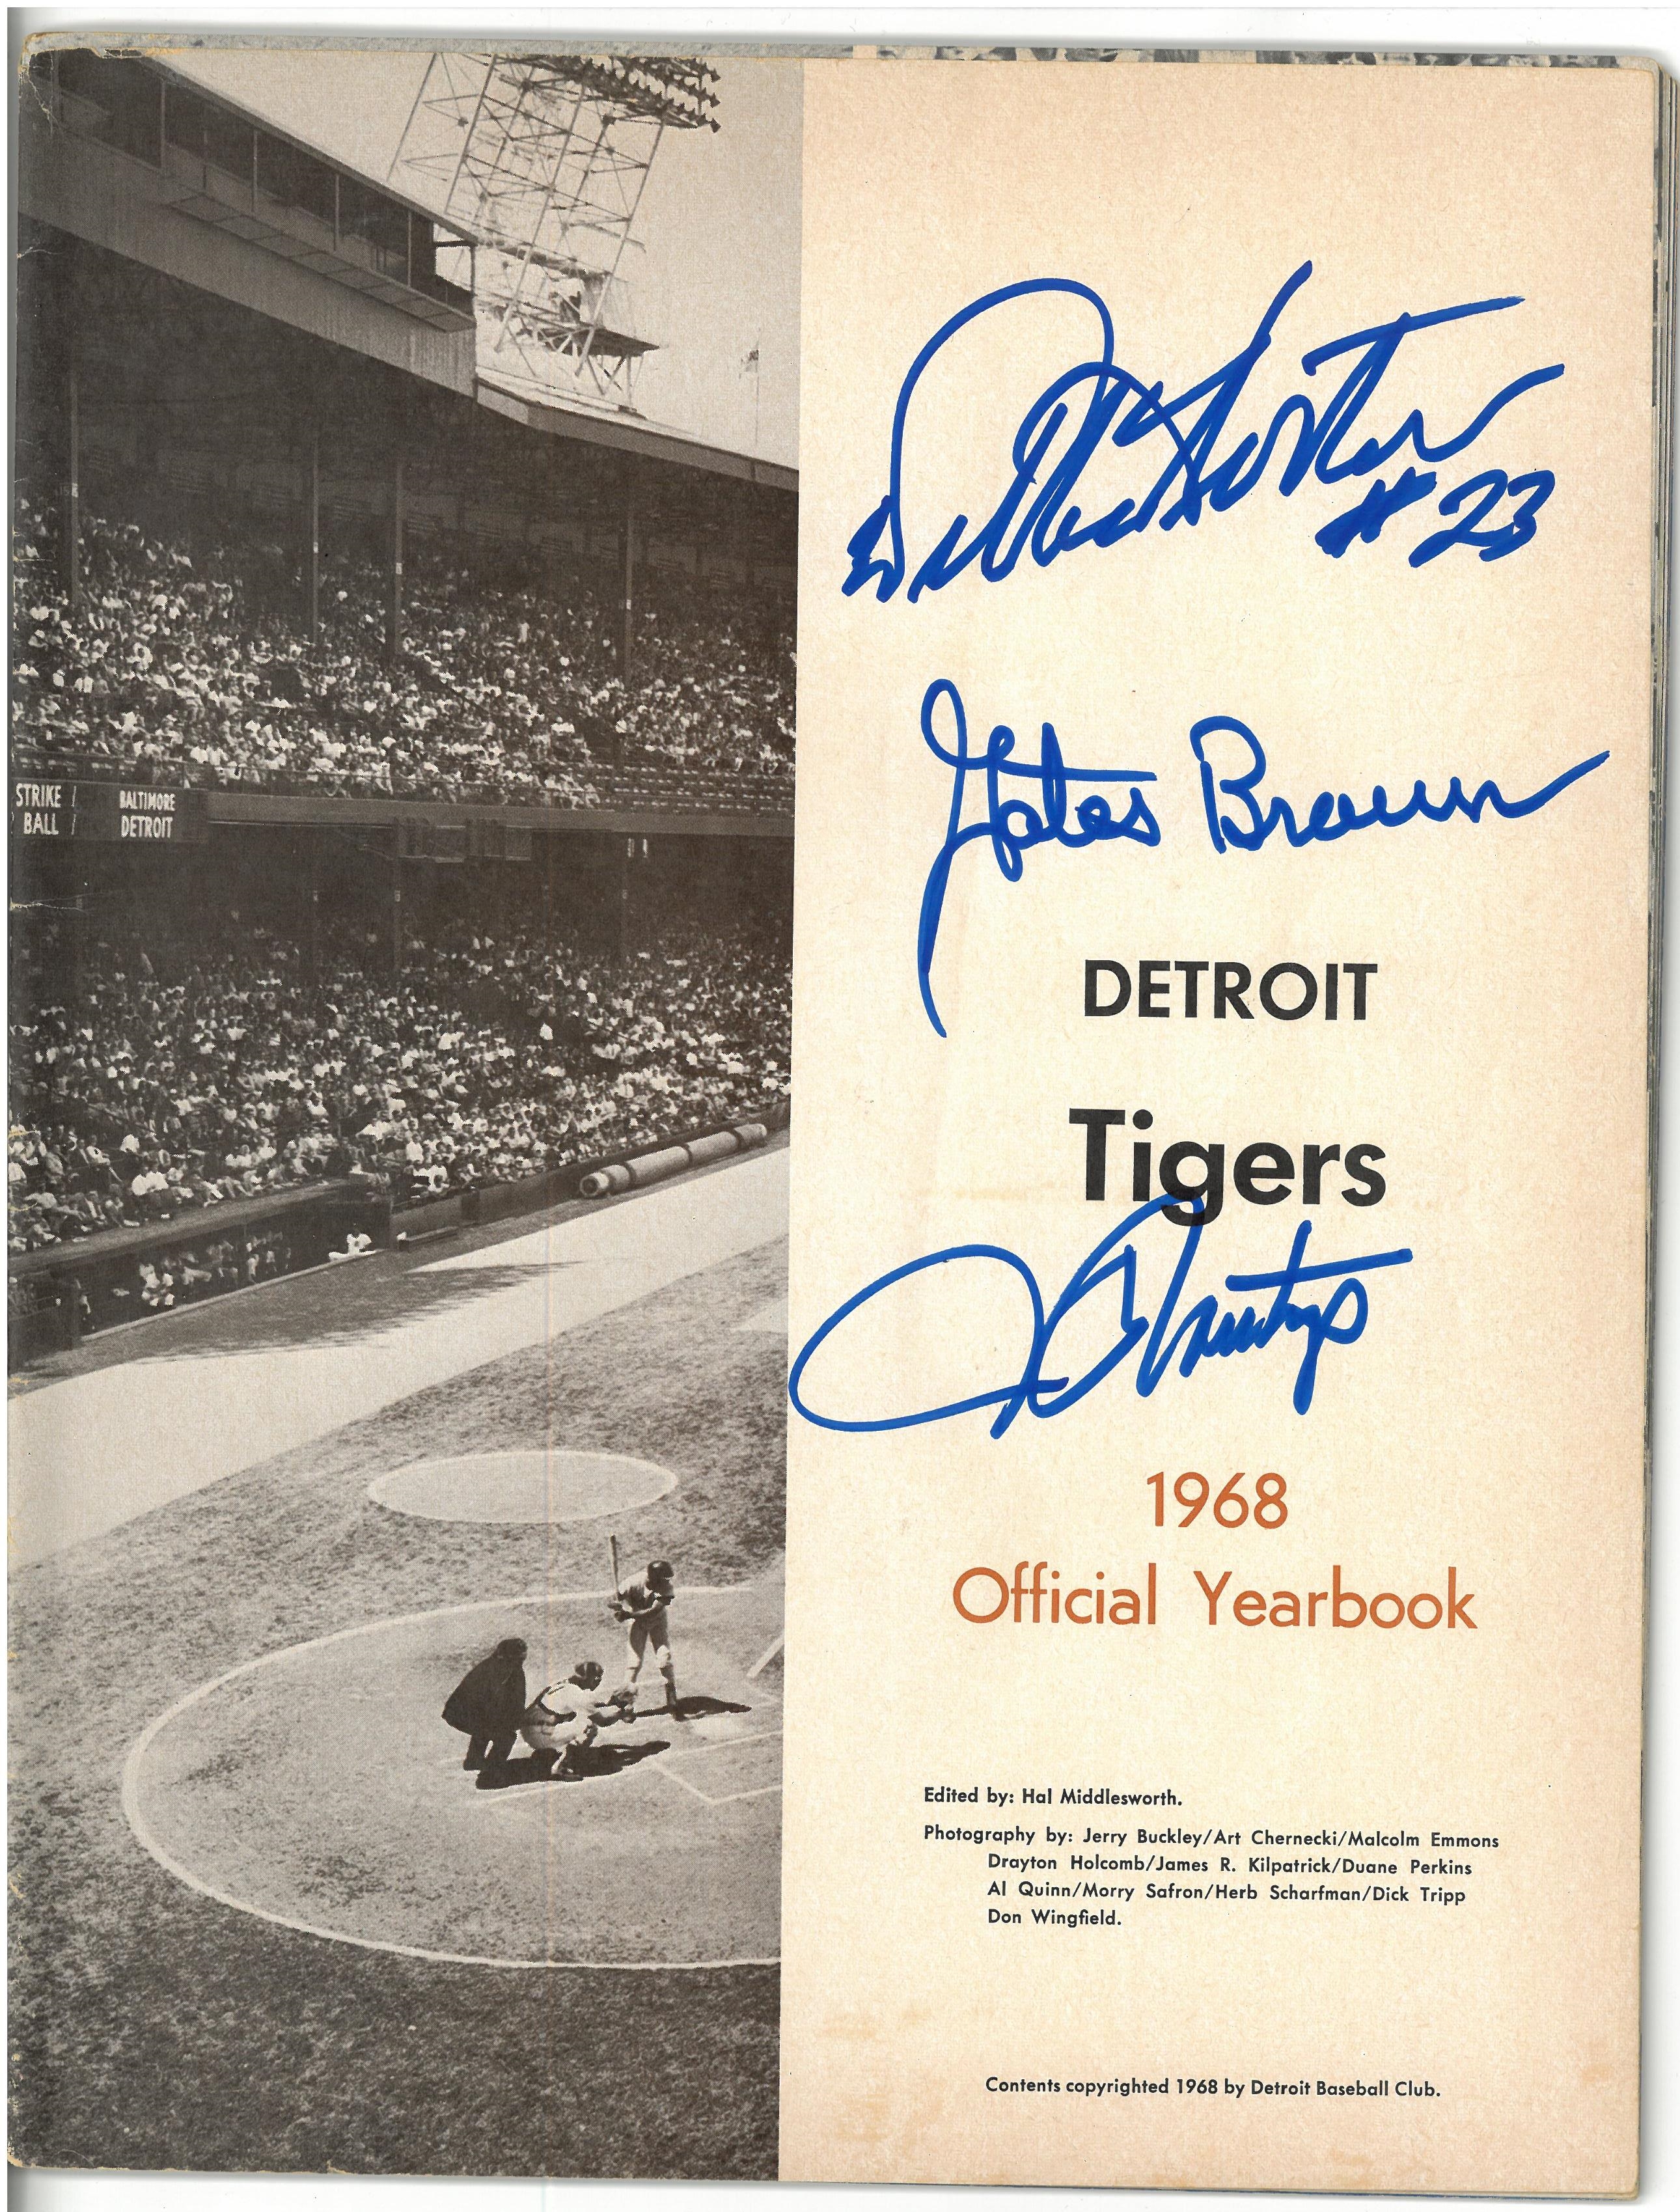 STRIKE / BALTIMORE
BALL / DETROIT
Willie Horton
#23
Gates Brown
DETROIT
Tigers
1968
Official Yearbook
Edited by: Hal Middlesworth.
Photography by: Jerry Buckley/Art Chernecki/Malcolm Emmons
Drayton Holcomb/James R. Kilpatrick/Duane Perkins
Al Quinn/Morry Safron/Herb Scharfman/Dick Tripp
Don Wingfield.
Contents copyrighted 1968 by Detroit Baseball Club.